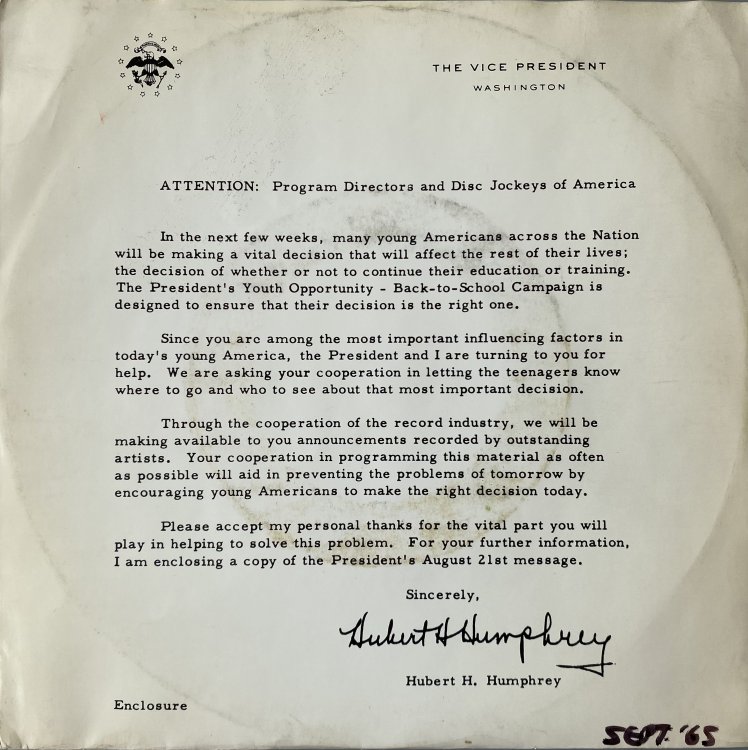 THE VICE PRESIDENT
WASHINGTON
ATTENTION: Program Directors and Disc Jockeys of America
In the next few weeks, many young Americans across the Nation
will be making a vital decision that will affect the rest of their lives;
the decision of whether or not to continue their education or training.
The President's Youth Opportunity - Back-to-School Campaign is
designed to ensure that their decision is the right one.
Since you are among the most important influencing factors in
today's young America, the President and I are turning to you for
help. We are asking your cooperation in letting the teenagers know
where to go and who to see about that most important decision.
Through the cooperation of the record industry, we will be
making available to you announcements recorded by outstanding
artists. Your cooperation in programming this material as often
as possible will aid in preventing the problems of tomorrow by
encouraging young Americans to make the right decision today.
Please accept my personal thanks for the vital part you will
play in helping to solve this problem. For your further information,
I am enclosing a copy of the President's August 21st message.
Sincerely,
Hubert H Humphrey
Hubert H. Humphrey
Enclosure
SEPT. '65